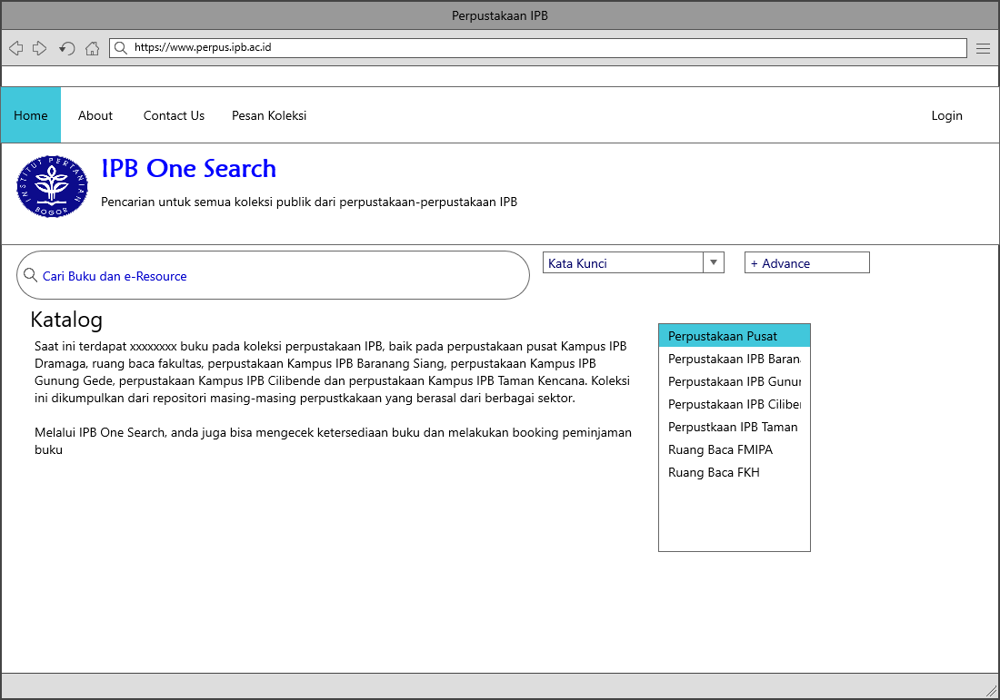 Perpustakaan IPB
https://www.perpus.ipb.ac.id
Home About Contact Us Pesan Koleksi Login
INSTITUT PERTANIAN BOGOR
IPB One Search
Pencarian untuk semua koleksi publik dari perpustakaan-perpustakaan IPB
Cari Buku dan e-Resource
Kata Kunci
+ Advance
Katalog
Saat ini terdapat xxxxxxxx buku pada koleksi perpustakaan IPB, baik pada perpustakaan pusat Kampus IPB
Dramaga, ruang baca fakultas, perpustakaan Kampus IPB Baranang Siang, perpustakaan Kampus IPB
Gunung Gede, perpustakaan Kampus IPB Cilibende dan perpustakaan Kampus IPB Taman Kencana. Koleksi
ini dikumpulkan dari repositori masing-masing perpustkakaan yang berasal dari berbagai sektor.
Melalui IPB One Search, anda juga bisa mengecek ketersediaan buku dan melakukan booking peminjaman
buku
Perpustakaan Pusat
Perpustakaan IPB Baran
Perpustakaan IPB Gunun
Perpustakaan IPB Ciliben
Perpustkaan IPB Taman
Ruang Baca FMIPA
Ruang Baca FKH